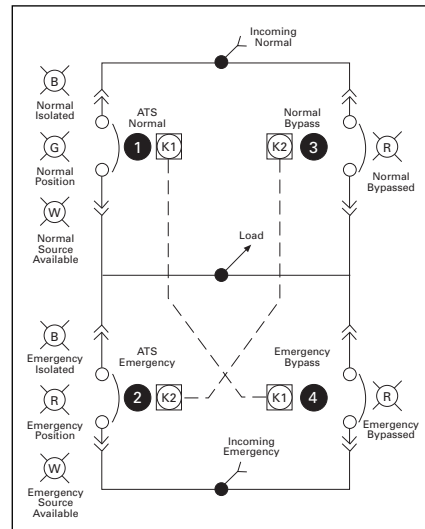 Incoming
Normal
B
Normal
Isolated
ATS
Normal
Normal
Bypass
G
1
K1
K2
3
R
Normal
Position
Normal
Bypassed
W
Normal
Source
Available
Load
B
Emergency
Isolated
ATS
Emergency
Emergency
Bypass
R
2
K2
K1
4
R
Emergency
Position
Emergency
Bypassed
W
Incoming
Emergency
Emergency
Source
Available